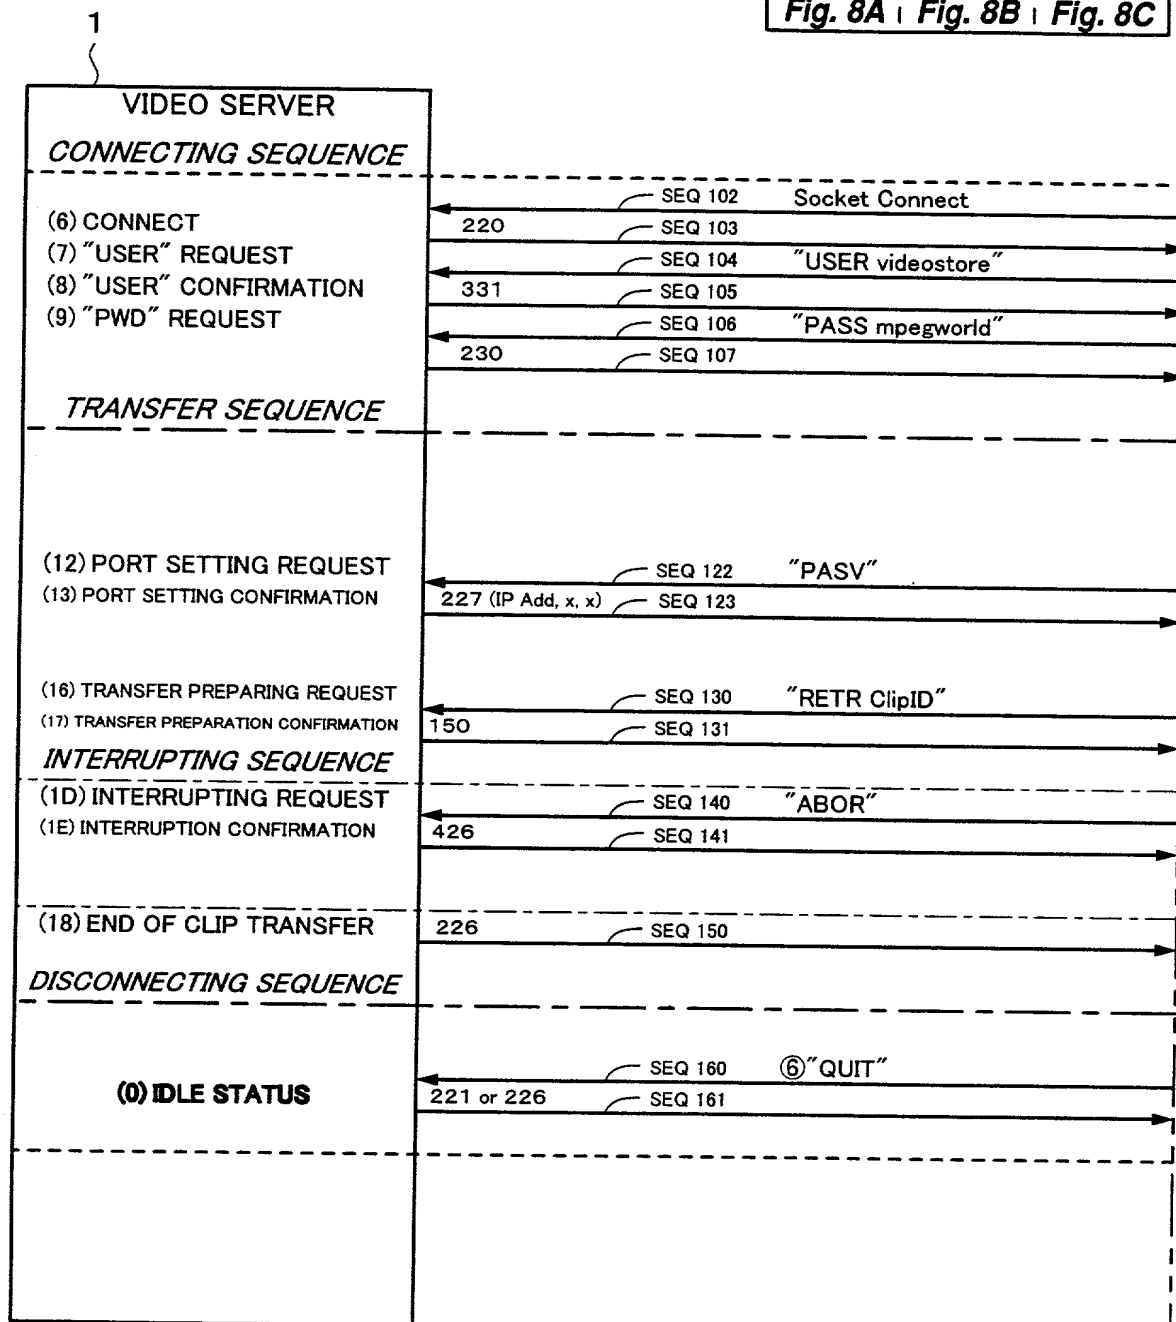 Fig. 8A Fig. 8B Fig. 8C
1
VIDEO SERVER
CONNECTING SEQUENCE
SEQ 102 Socket Connect
(6) CONNECT 220 SEQ 103
(7) "USER" REQUEST SEQ 104 "USER videostore"
(8) "USER" CONFIRMATION 331 SEQ 105
(9) "PWD" REQUEST SEQ 106 "PASS mpegworld"
230 SEQ 107
TRANSFER SEQUENCE
(12) PORT SETTING REQUEST SEQ 122 "PASV"
(13) PORT SETTING CONFIRMATION 227 (IP Add, x, x) SEQ 123
(16) TRANSFER PREPARING REQUEST SEQ 130 "RETR ClipID"
(17) TRANSFER PREPARATION CONFIRMATION 150 SEQ 131
INTERRUPTING SEQUENCE
(1D) INTERRUPTING REQUEST SEQ 140 "ABOR"
(1E) INTERRUPTION CONFIRMATION 426 SEQ 141
(18) END OF CLIP TRANSFER 226 SEQ 150
DISCONNECTING SEQUENCE
SEQ 160 ⑥"QUIT"
(0) IDLE STATUS 221 or 226 SEQ 161